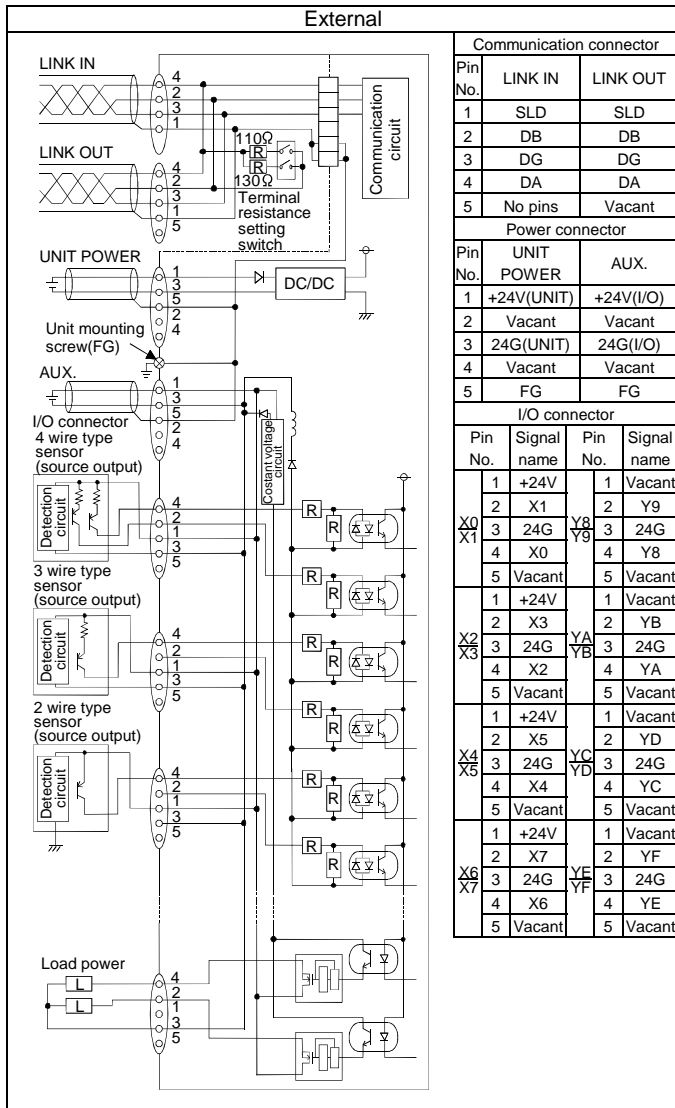 External
LINK IN
4
2
3
1
LINK OUT
4
2
3
1
5
110Ω
R
R
130Ω
Terminal
resistance
setting
switch
Communication
circuit
UNIT POWER
1
3
5
2
4
DC/DC
Unit mounting
screw(FG)
AUX.
1
3
5
2
4
Costant voltage
circuit
I/O connector
4 wire type
sensor
(source output)
Detection
circuit
4
2
1
3
5
R
R
R
R
3 wire type
sensor
(source output)
Detection
circuit
4
2
1
3
5
R
R
R
R
2 wire type
sensor
(source output)
Detection
circuit
4
2
1
3
5
R
R
R
R
Load power
L
L
4
2
1
3
5
Communication connector
Pin No. LINK IN LINK OUT
1 SLD SLD
2 DB DB
3 DG DG
4 DA DA
5 No pins Vacant
Power connector
Pin No. UNIT POWER AUX.
1 +24V(UNIT) +24V(I/O)
2 Vacant Vacant
3 24G(UNIT) 24G(I/O)
4 Vacant Vacant
5 FG FG
I/O connector
Pin No. Signal name Pin No. Signal name
X0 X1 Y8 Y9
1 +24V 1 Vacant
2 X1 2 Y9
3 24G 3 24G
4 X0 4 Y8
5 Vacant 5 Vacant
X2 X3 YA YB
1 +24V 1 Vacant
2 X3 2 YB
3 24G 3 24G
4 X2 4 YA
5 Vacant 5 Vacant
X4 X5 YC YD
1 +24V 1 Vacant
2 X5 2 YD
3 24G 3 24G
4 X4 4 YC
5 Vacant 5 Vacant
X6 X7 YE YF
1 +24V 1 Vacant
2 X7 2 YF
3 24G 3 24G
4 X6 4 YE
5 Vacant 5 Vacant